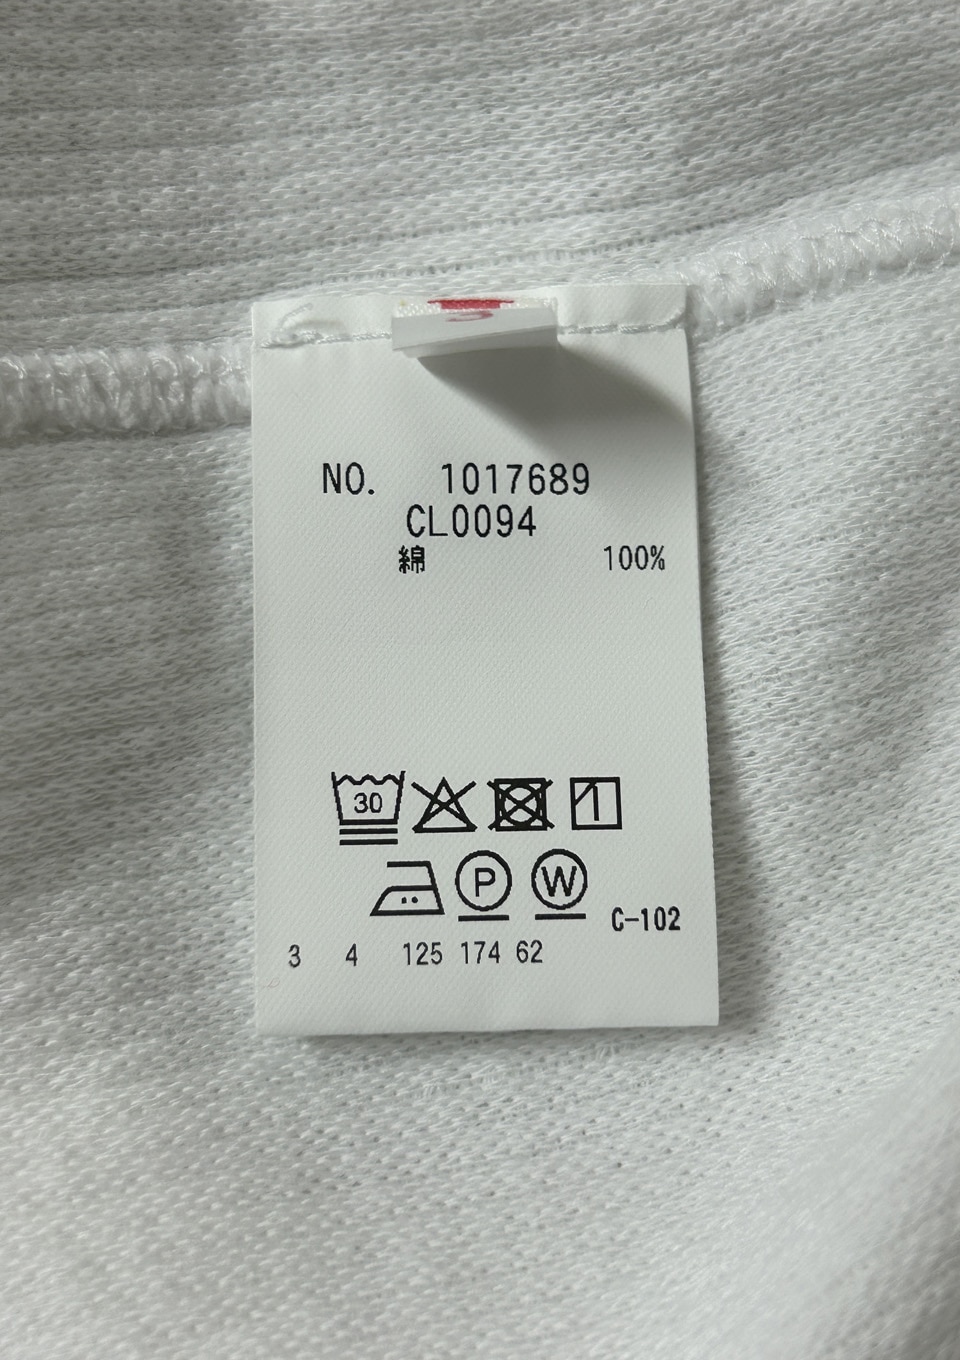 NO. 1017689
CL0094
綿 100%
30
P W C-102
3 4 125 174 62